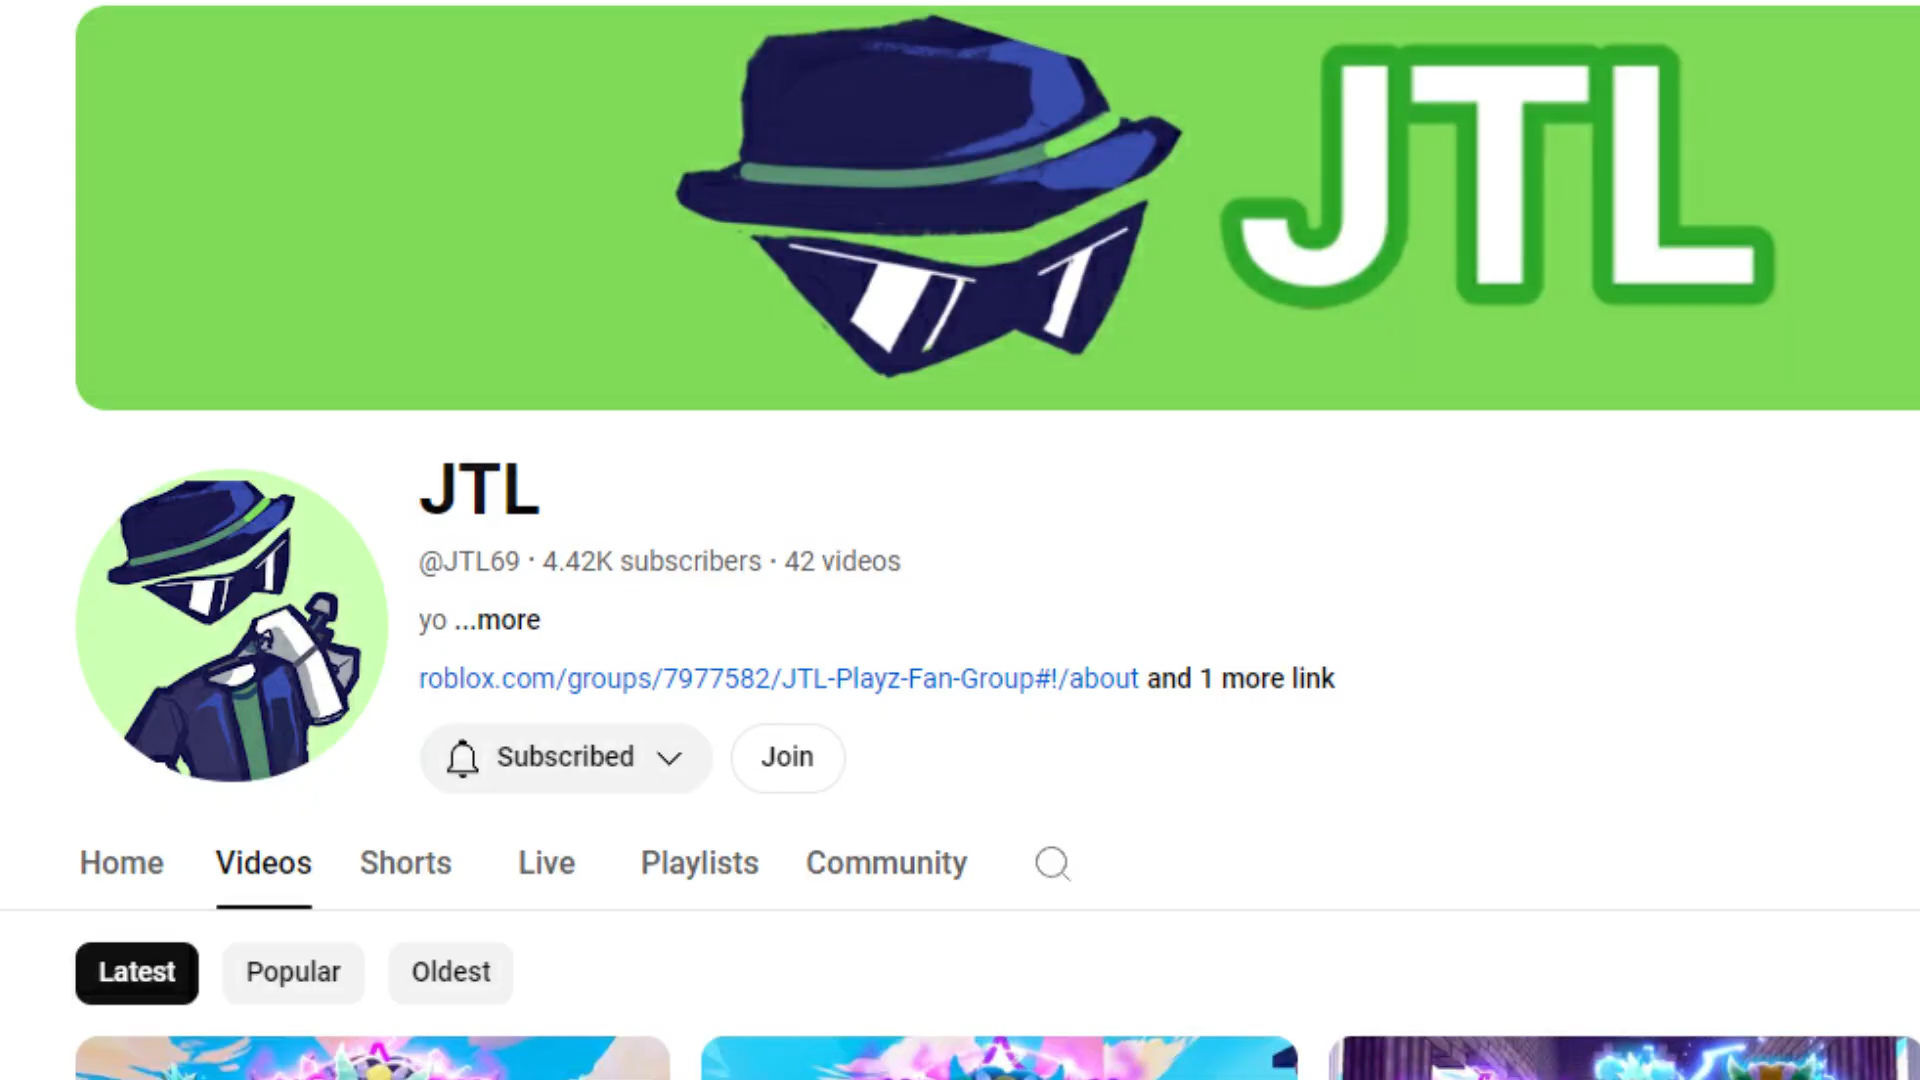 JTL
JTL
@JTL69 · 4.42K subscribers · 42 videos
yo ...more
roblox.com/groups/7977582/JTL-Playz-Fan-Group#!/about and 1 more link
Subscribed Join
Home Videos Shorts Live Playlists Community
Latest Popular Oldest